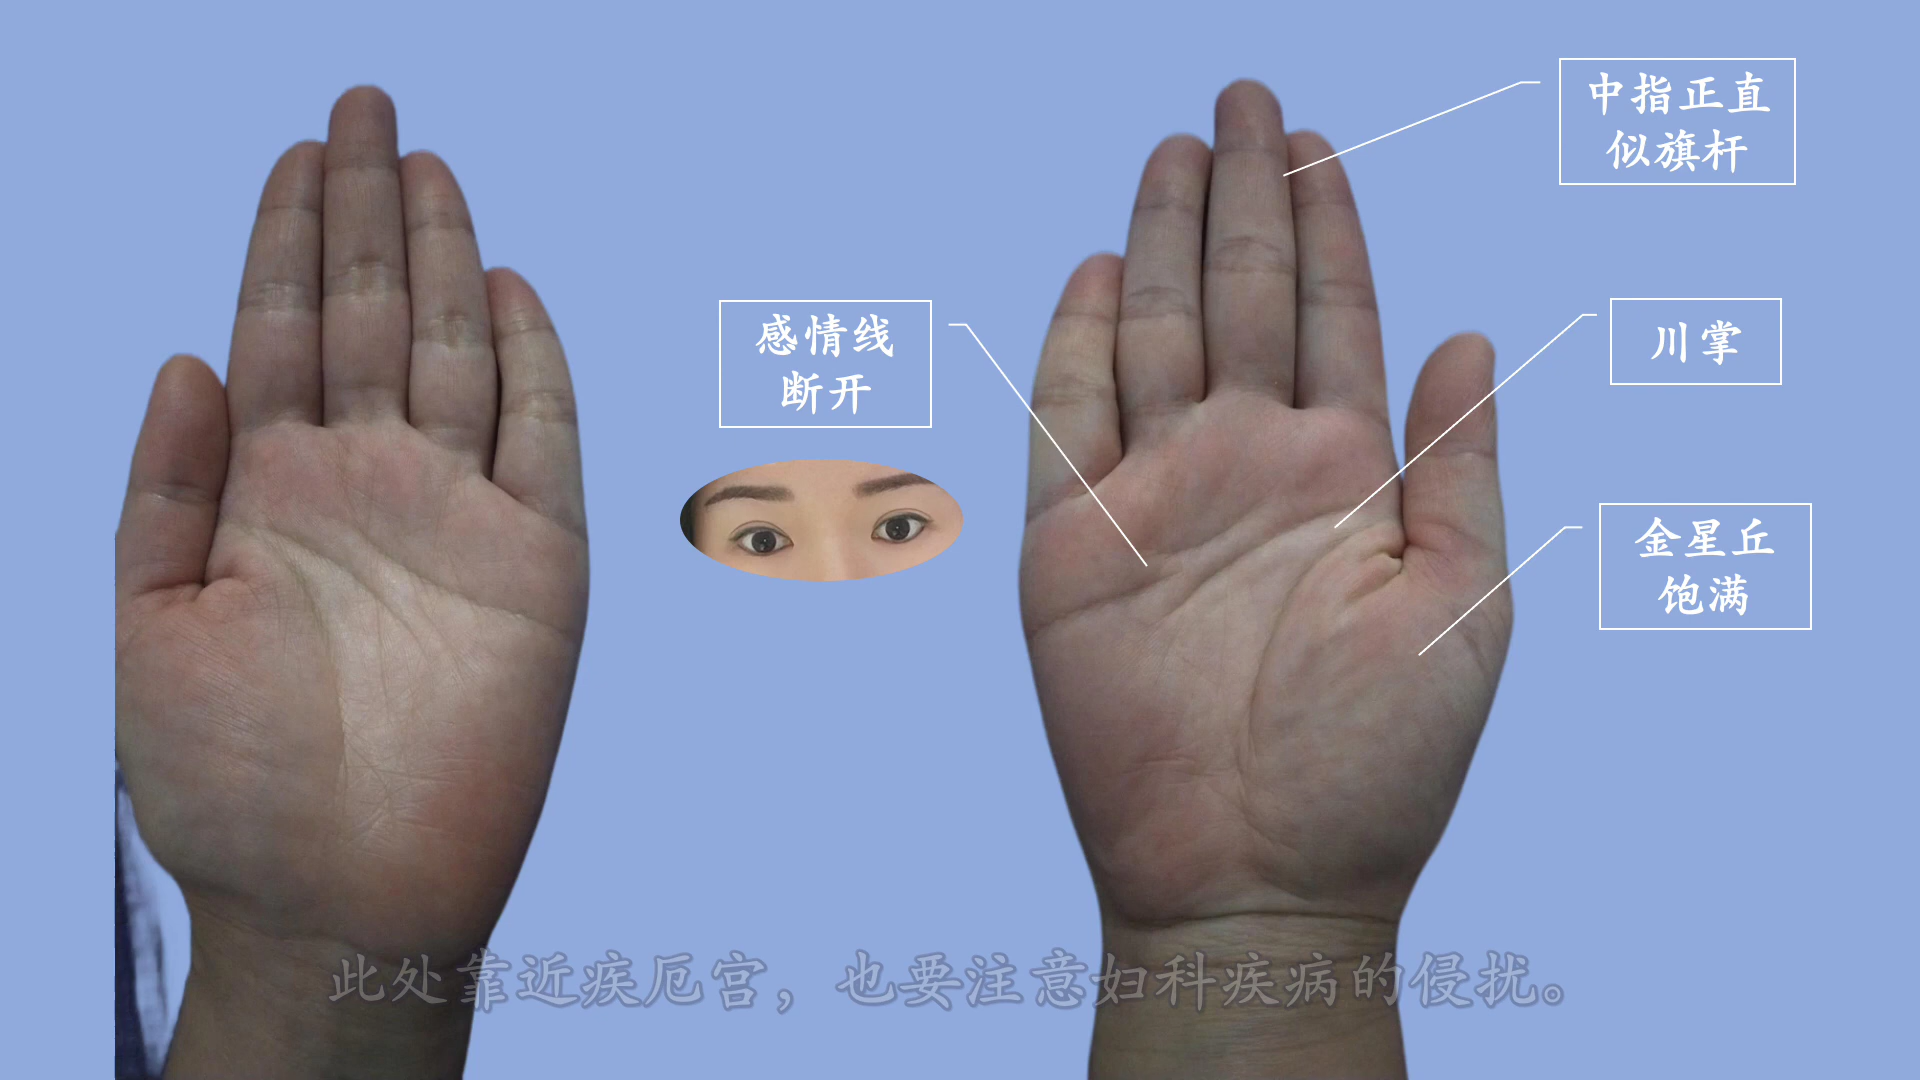 中指正直
似旗杆
感情线
断开
川掌
金星丘
饱满
此处靠近疾厄宫，也要注意妇科疾病的侵扰。